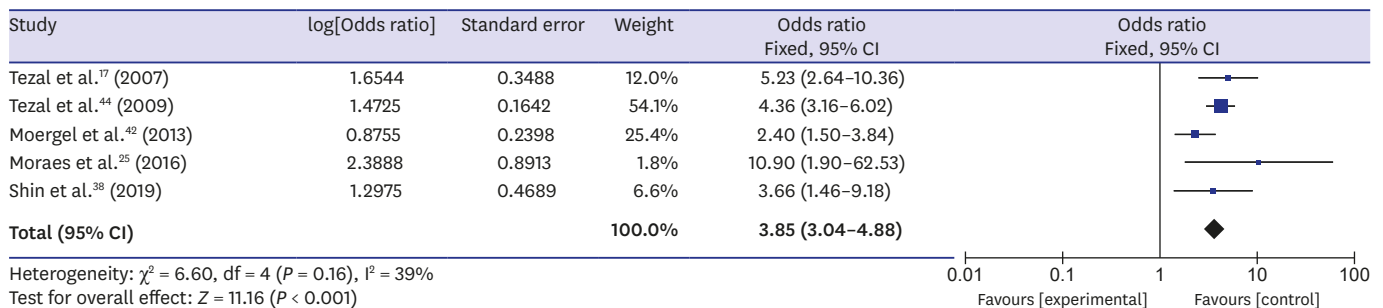 Study log[Odds ratio] Standard error Weight Odds ratio Odds ratio
Fixed, 95% CI Fixed, 95% CI
Tezal et al.¹⁷ (2007) 1.6544 0.3488 12.0% 5.23 (2.64–10.36)
Tezal et al.⁴⁴ (2009) 1.4725 0.1642 54.1% 4.36 (3.16–6.02)
Moergel et al.⁴² (2013) 0.8755 0.2398 25.4% 2.40 (1.50–3.84)
Moraes et al.²⁵ (2016) 2.3888 0.8913 1.8% 10.90 (1.90–62.53)
Shin et al.³⁸ (2019) 1.2975 0.4689 6.6% 3.66 (1.46–9.18)
Total (95% CI) 100.0% 3.85 (3.04–4.88)
Heterogeneity: χ² = 6.60, df = 4 (P = 0.16), I² = 39% 0.01 0.1 1 10 100
Test for overall effect: Z = 11.16 (P < 0.001) Favours [experimental] Favours [control]